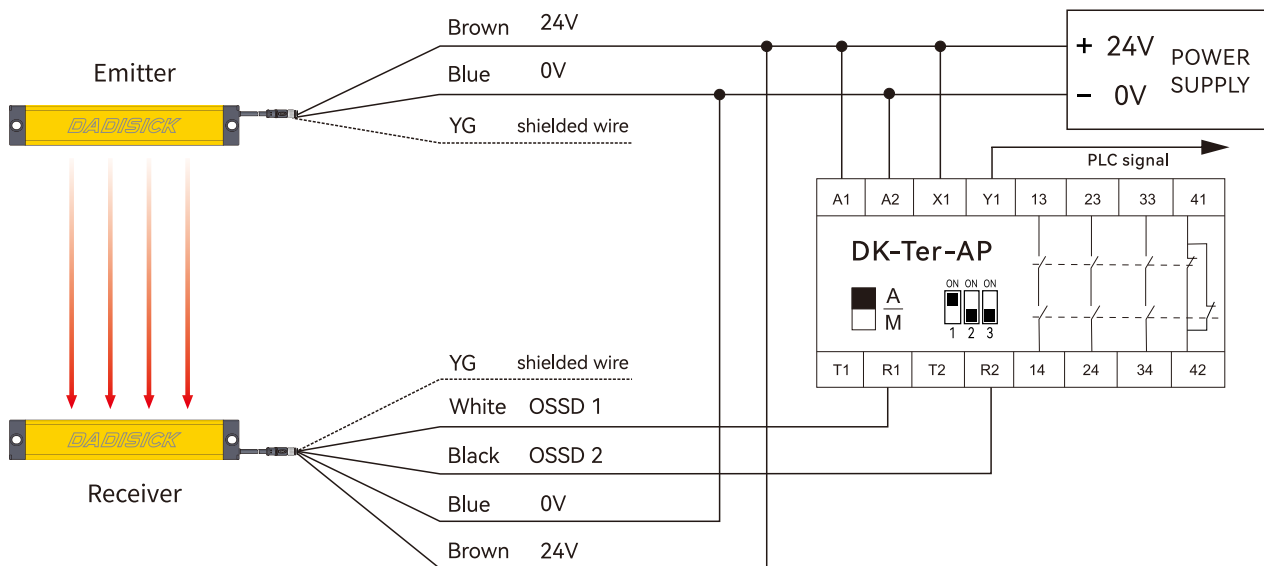 Brown 24V
+ 24V
POWER
SUPPLY
- 0V
Emitter
Blue 0V
DADISICK
YG shielded wire
PLC signal
A1 A2 X1 Y1 13 23 33 41
DK-Ter-AP
A
M
ON ON ON
1 2 3
T1 R1 T2 R2 14 24 34 42
YG shielded wire
White OSSD 1
DADISICK
Black OSSD 2
Receiver
Blue 0V
Brown 24V